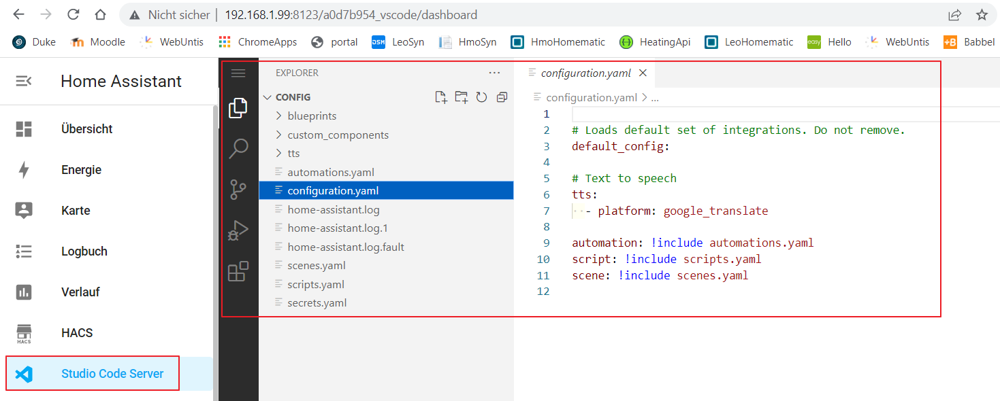 Nicht sicher | 192.168.1.99:8123/a0d7b954_vscode/dashboard
Duke Moodle WebUntis ChromeApps portal DSM LeoSyn HmoSyn HmoHomematic HeatingApi LeoHomematic easy Hello WebUntis +B Babbel
Home Assistant
Übersicht
Energie
Karte
Logbuch
Verlauf
HACS HACS
Studio Code Server
EXPLORER ···
CONFIG
blueprints
custom_components
tts
automations.yaml
configuration.yaml
home-assistant.log
home-assistant.log.1
home-assistant.log.fault
scenes.yaml
scripts.yaml
secrets.yaml
configuration.yaml
configuration.yaml > ...
1
2 # Loads default set of integrations. Do not remove.
3 default_config:
4
5 # Text to speech
6 tts:
7 ··- platform: google_translate
8
9 automation: !include automations.yaml
10 script: !include scripts.yaml
11 scene: !include scenes.yaml
12